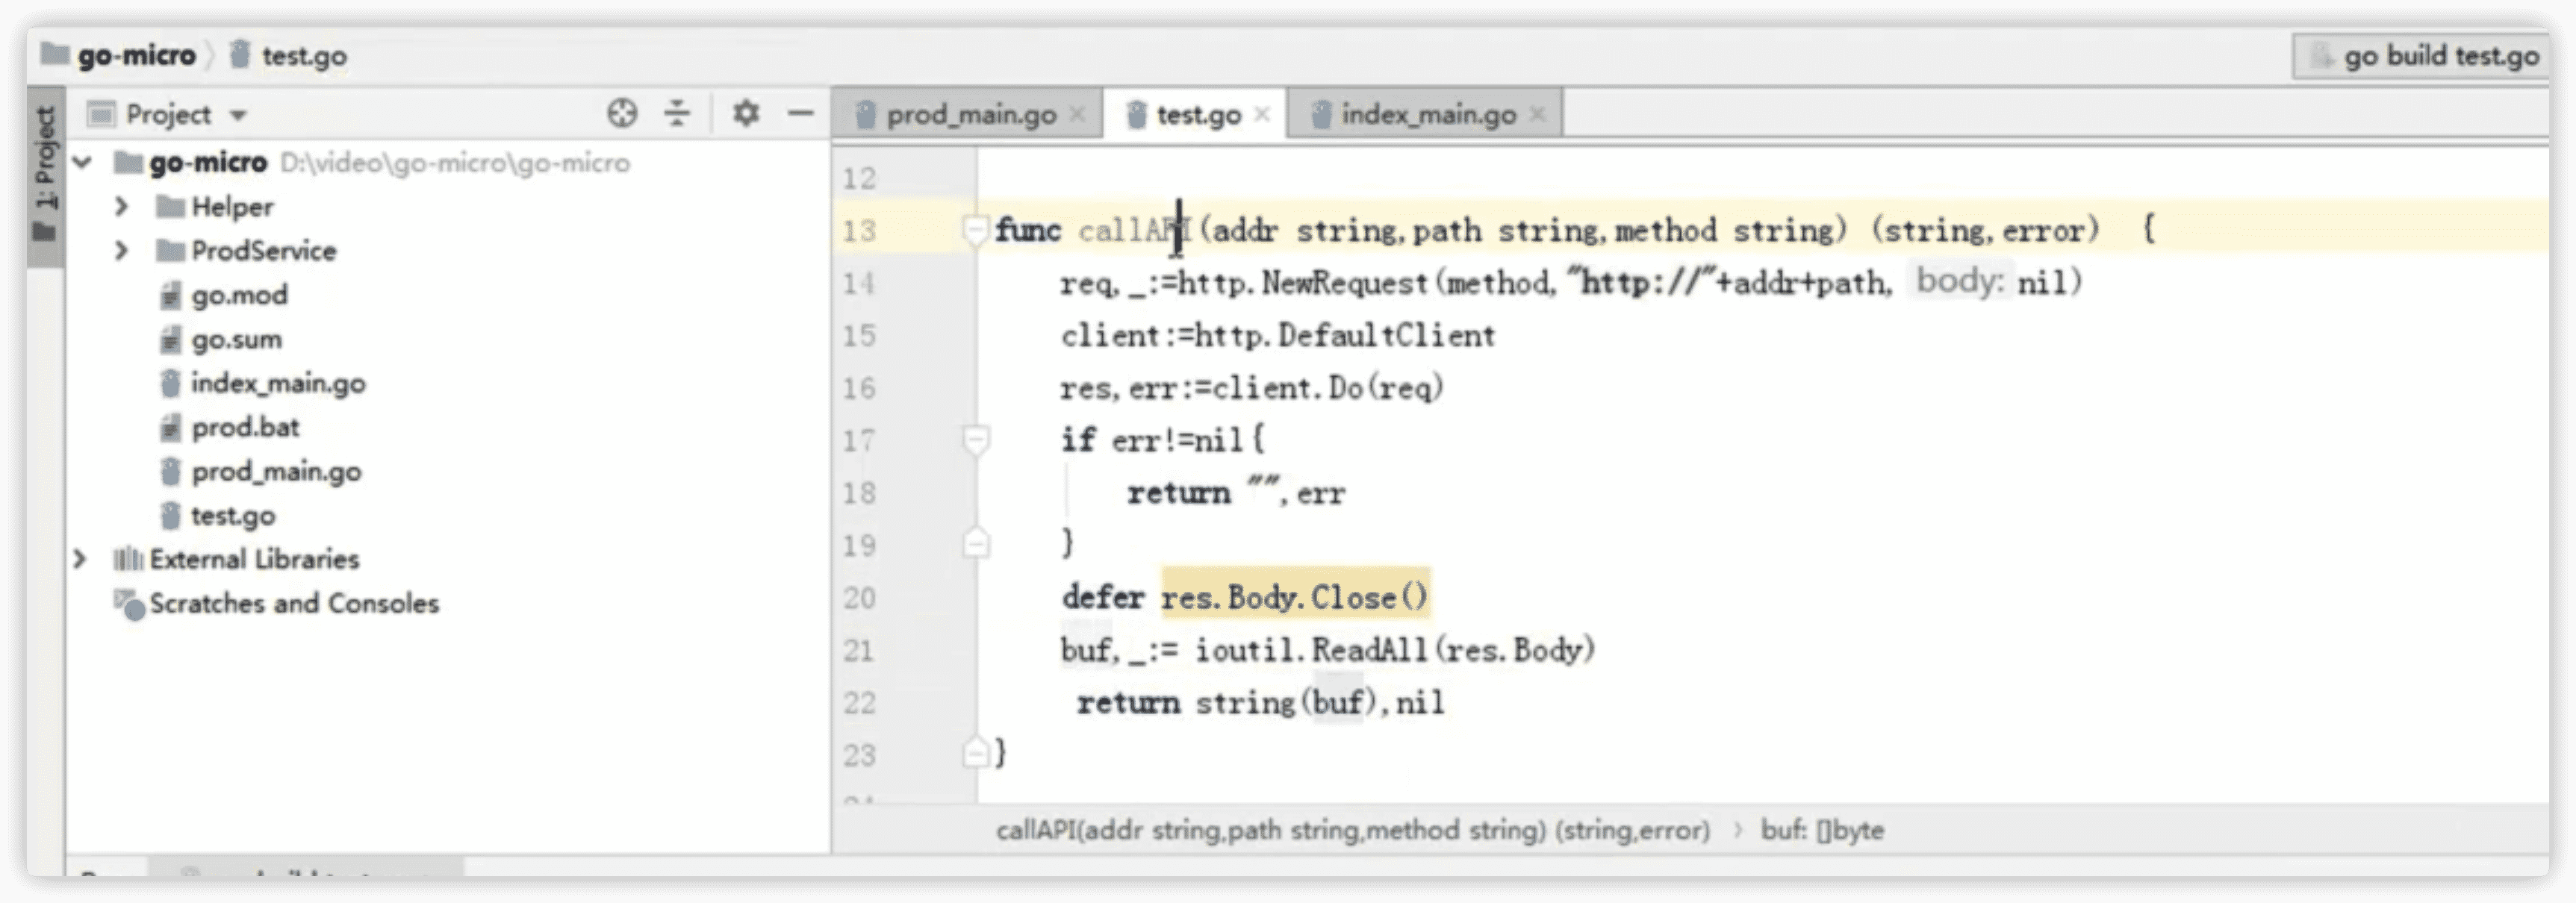 go-micro test.go go build test.go
1: Project
Project
go-micro D:\video\go-micro\go-micro
Helper
ProdService
go.mod
go.sum
index_main.go
prod.bat
prod_main.go
test.go
External Libraries
Scratches and Consoles
prod_main.go test.go index_main.go
12
13 func callAPI(addr string,path string,method string) (string,error) {
14 req,_:=http.NewRequest(method,"http://"+addr+path, body: nil)
15 client:=http.DefaultClient
16 res,err:=client.Do(req)
17 if err!=nil{
18 return "",err
19 }
20 defer res.Body.Close()
21 buf,_:= ioutil.ReadAll(res.Body)
22 return string(buf),nil
23 }
callAPI(addr string,path string,method string) (string,error) > buf: []byte